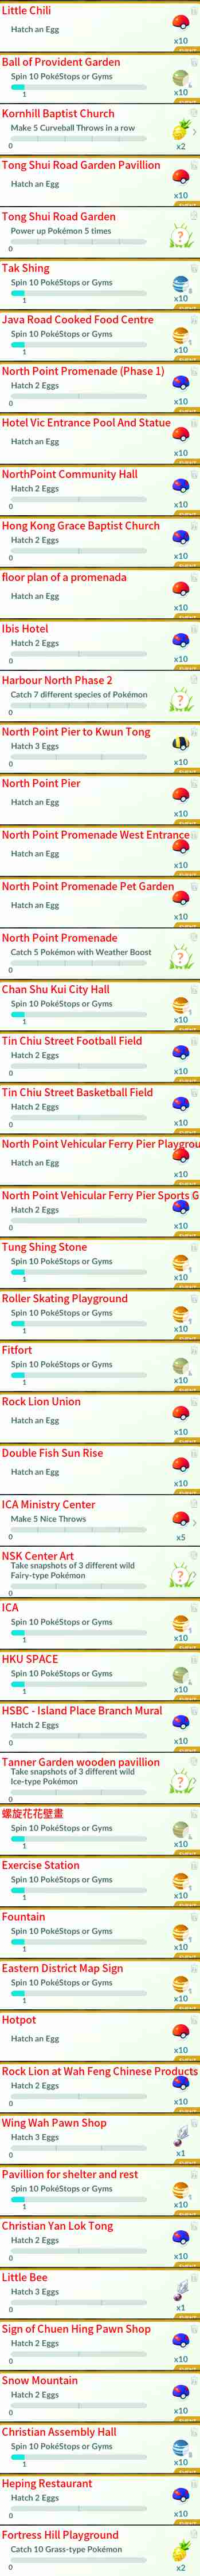 Little Chili
Hatch an Egg
x10
Ball of Provident Garden
Spin 10 PokéStops or Gyms
1
x10
Kornhill Baptist Church
Make 5 Curveball Throws in a row
0
x2
Tong Shui Road Garden Pavillion
Hatch an Egg
x10
Tong Shui Road Garden
Power up Pokémon 5 times
0
?
Tak Shing
Spin 10 PokéStops or Gyms
1
x10
Java Road Cooked Food Centre
Spin 10 PokéStops or Gyms
1
x10
North Point Promenade (Phase 1)
Hatch 2 Eggs
0
x10
Hotel Vic Entrance Pool And Statue
Hatch an Egg
x10
NorthPoint Community Hall
Hatch 2 Eggs
0
x10
Hong Kong Grace Baptist Church
Hatch 2 Eggs
0
x10
floor plan of a promenada
Hatch an Egg
x10
Ibis Hotel
Hatch 2 Eggs
0
x10
Harbour North Phase 2
Catch 7 different species of Pokémon
0
?
North Point Pier to Kwun Tong
Hatch 3 Eggs
0
x10
North Point Pier
Hatch an Egg
x10
North Point Promenade West Entrance
Hatch an Egg
x10
North Point Promenade Pet Garden
Hatch an Egg
x10
North Point Promenade
Catch 5 Pokémon with Weather Boost
0
?
Chan Shu Kui City Hall
Spin 10 PokéStops or Gyms
1
x10
Tin Chiu Street Football Field
Hatch 2 Eggs
0
x10
Tin Chiu Street Basketball Field
Hatch 2 Eggs
0
x10
North Point Vehicular Ferry Pier Playgrou
Hatch an Egg
x10
North Point Vehicular Ferry Pier Sports G
Hatch 2 Eggs
0
x10
Tung Shing Stone
Spin 10 PokéStops or Gyms
1
x10
Roller Skating Playground
Spin 10 PokéStops or Gyms
1
x10
Fitfort
Spin 10 PokéStops or Gyms
1
x10
Rock Lion Union
Hatch an Egg
x10
Double Fish Sun Rise
Hatch an Egg
x10
ICA Ministry Center
Make 5 Nice Throws
0
x5
NSK Center Art
Take snapshots of 3 different wild
Fairy-type Pokémon
0
?
ICA
Spin 10 PokéStops or Gyms
1
x10
HKU SPACE
Spin 10 PokéStops or Gyms
1
x10
HSBC - Island Place Branch Mural
Hatch 2 Eggs
0
x10
Tanner Garden wooden pavillion
Take snapshots of 3 different wild
Ice-type Pokémon
0
?
螺旋花花壁畫
Spin 10 PokéStops or Gyms
1
x10
Exercise Station
Spin 10 PokéStops or Gyms
1
x10
Fountain
Spin 10 PokéStops or Gyms
1
x10
Eastern District Map Sign
Spin 10 PokéStops or Gyms
1
x10
Hotpot
Hatch an Egg
x10
Rock Lion at Wah Feng Chinese Products
Hatch 2 Eggs
0
x10
Wing Wah Pawn Shop
Hatch 3 Eggs
0
x1
Pavillion for shelter and rest
Spin 10 PokéStops or Gyms
1
x10
Christian Yan Lok Tong
Hatch 2 Eggs
0
x10
Little Bee
Hatch 3 Eggs
0
x1
Sign of Chuen Hing Pawn Shop
Hatch 2 Eggs
0
x10
Snow Mountain
Hatch 2 Eggs
0
x10
Christian Assembly Hall
Spin 10 PokéStops or Gyms
1
x10
Heping Restaurant
Hatch 2 Eggs
0
x10
Fortress Hill Playground
Catch 10 Grass-type Pokémon
0
x2